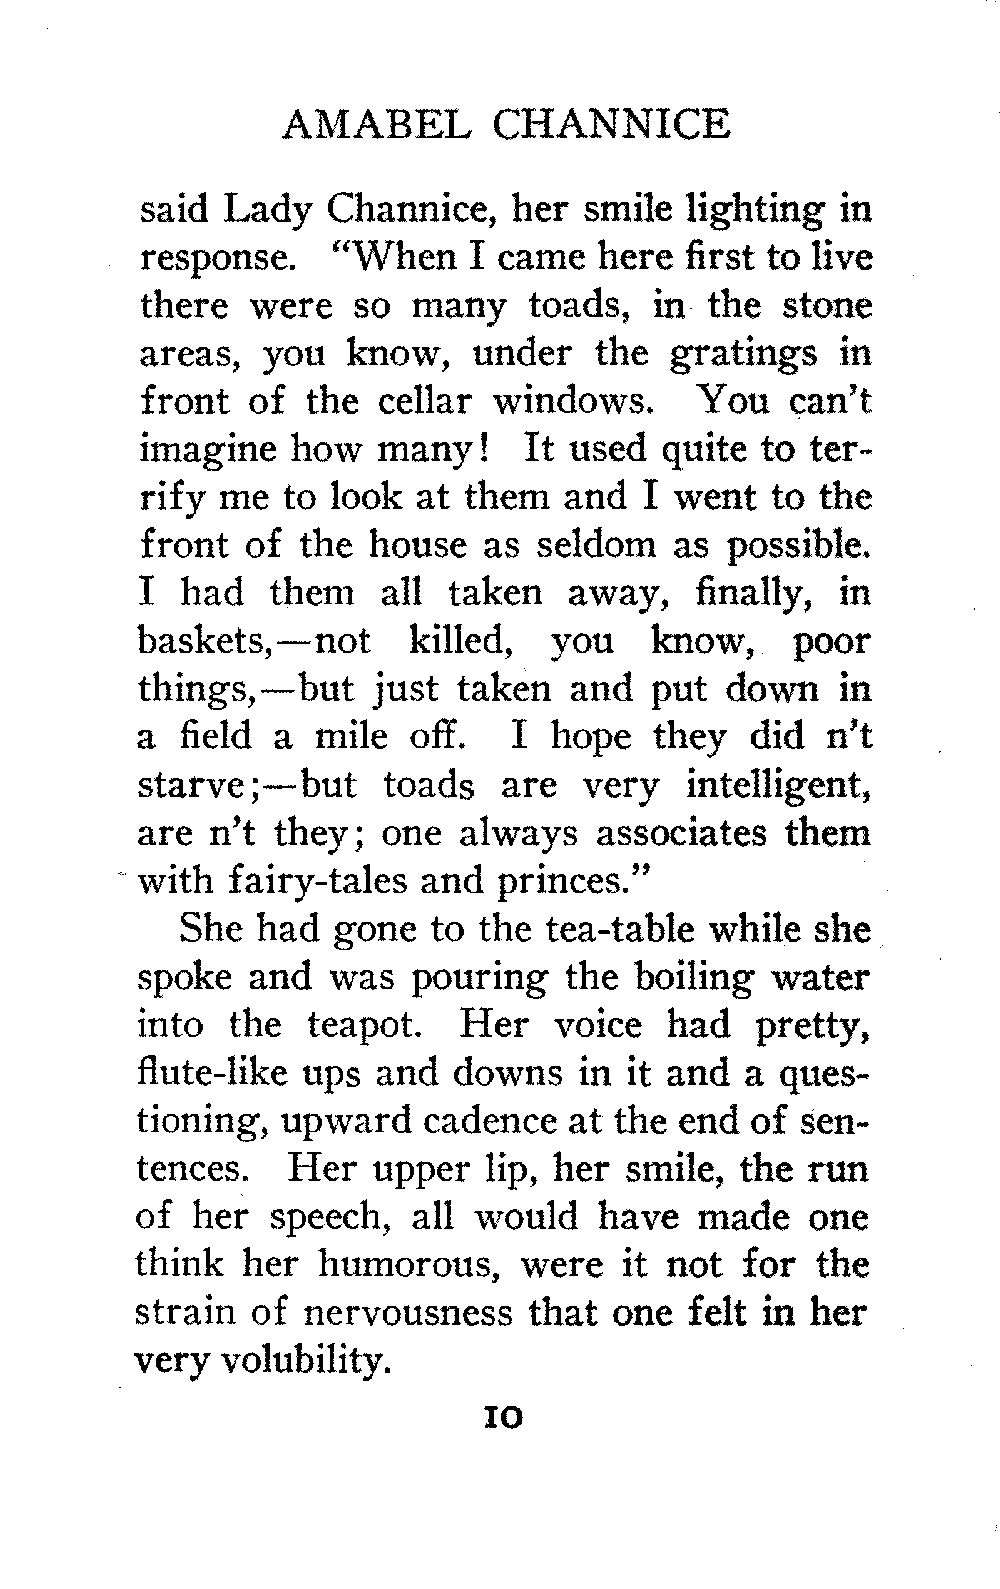 AMABEL CHANNICE
said Lady Channice, her smile lighting in
response. "When I came here first to live
there were so many toads, in the stone
areas, you know, under the gratings in
front of the cellar windows. You can't
imagine how many! It used quite to ter-
rify me to look at them and I went to the
front of the house as seldom as possible.
I had them all taken away, finally, in
baskets,—not killed, you know, poor
things,—but just taken and put down in
a field a mile off. I hope they did n't
starve;—but toads are very intelligent,
are n't they; one always associates them
with fairy-tales and princes."
She had gone to the tea-table while she
spoke and was pouring the boiling water
into the teapot. Her voice had pretty,
flute-like ups and downs in it and a ques-
tioning, upward cadence at the end of sen-
tences. Her upper lip, her smile, the run
of her speech, all would have made one
think her humorous, were it not for the
strain of nervousness that one felt in her
very volubility.
10